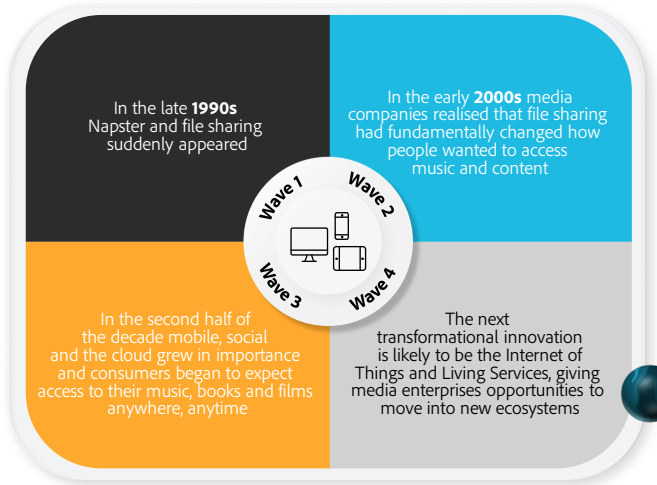 In the late 1990s
Napster and file sharing
suddenly appeared
In the early 2000s media
companies realised that file sharing
had fundamentally changed how
people wanted to access
music and content
Wave 1
Wave 2
Wave 3
Wave 4
In the second half of
the decade mobile, social
and the cloud grew in importance
and consumers began to expect
access to their music, books and films
anywhere, anytime
The next
transformational innovation
is likely to be the Internet of
Things and Living Services, giving
media enterprises opportunities to
move into new ecosystems